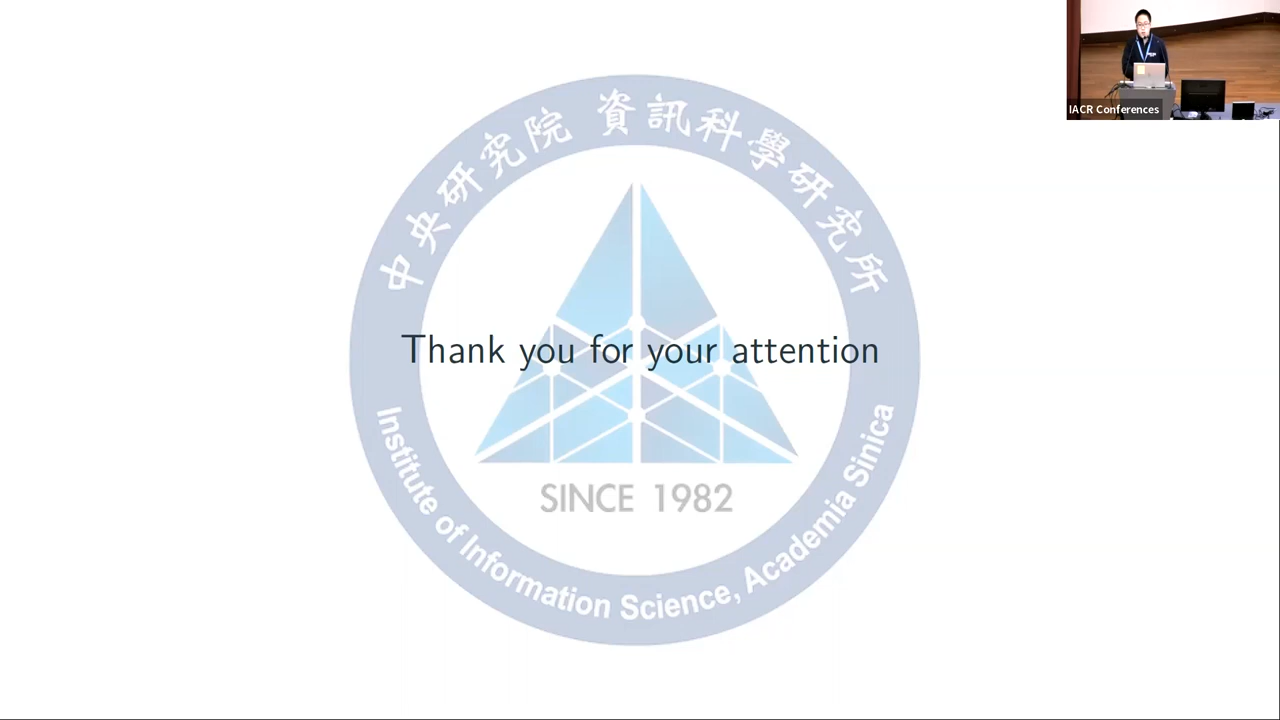 IACR Conferences
中央研究院 資訊科學研究所
Thank you for your attention
SINCE 1982
Institute of Information Science, Academia Sinica